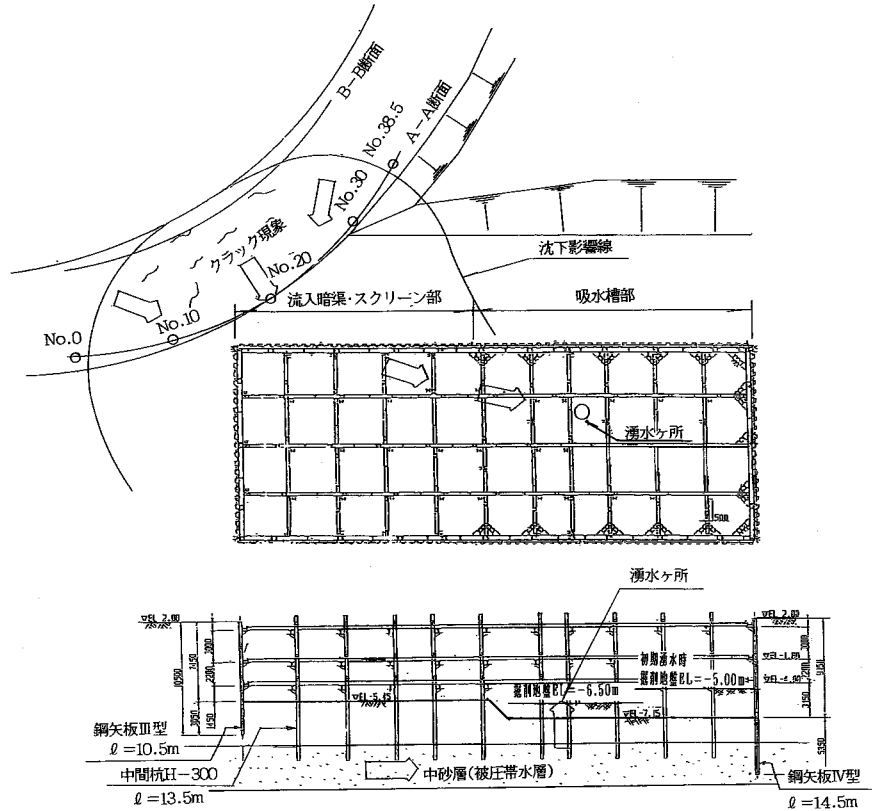 B-B断面
A-A断面
No.38.5
No.30
クラック現象
No.20
No.10
No.0
沈下影響線
流入暗渠・スクリーン部
吸水槽部
湧水ヶ所
湧水ヶ所
▽EL 2.00
初期湧水時
掘削地盤EL=-5.00m
掘削地盤EL=-6.50m
鋼矢板Ⅲ型
ℓ=10.5m
中間杭H-300
ℓ=13.5m
中砂層(被圧帯水層)
鋼矢板Ⅳ型
ℓ=14.5m